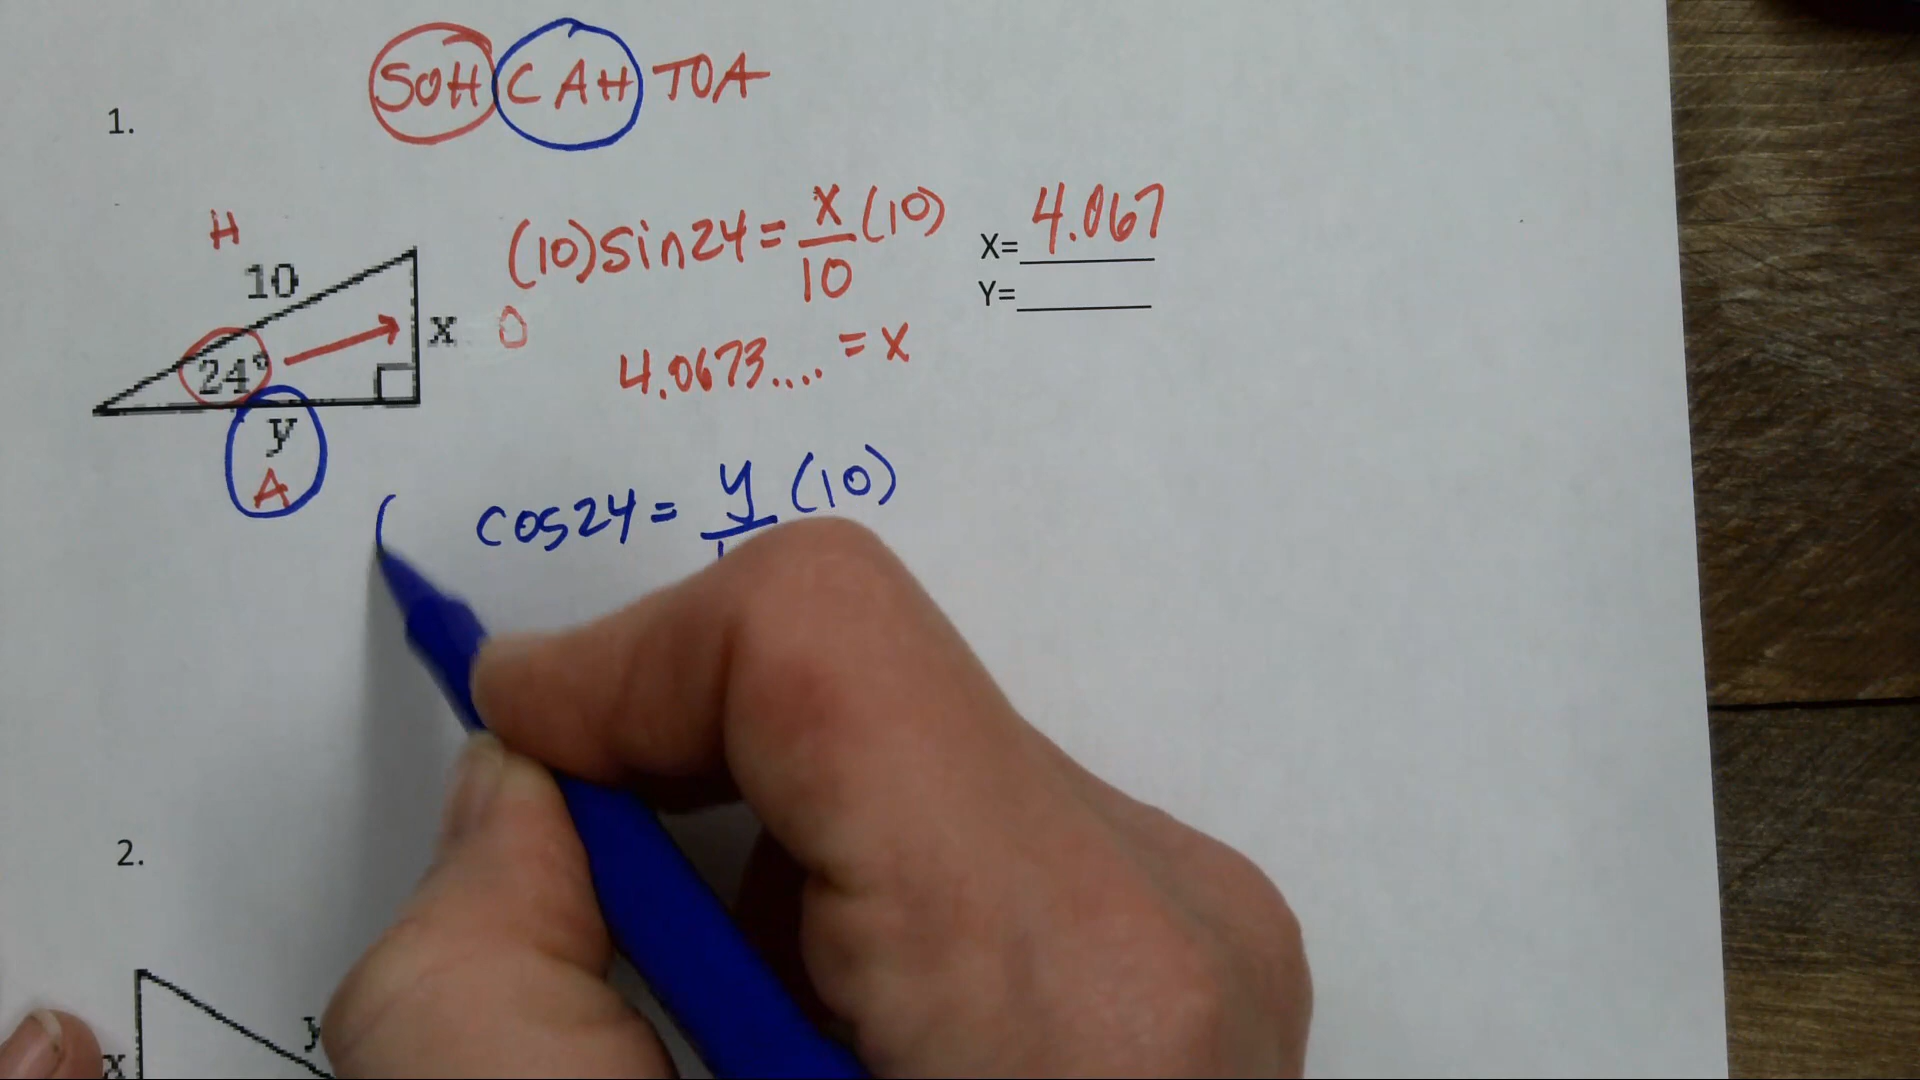 SOH CAH TOA
1.
H
10
24°
x
O
y
A
(10)sin24 = x/10 (10)
4.0673.... = x
X= 4.067
Y=
( cos24 = y (10)
2.
x
y